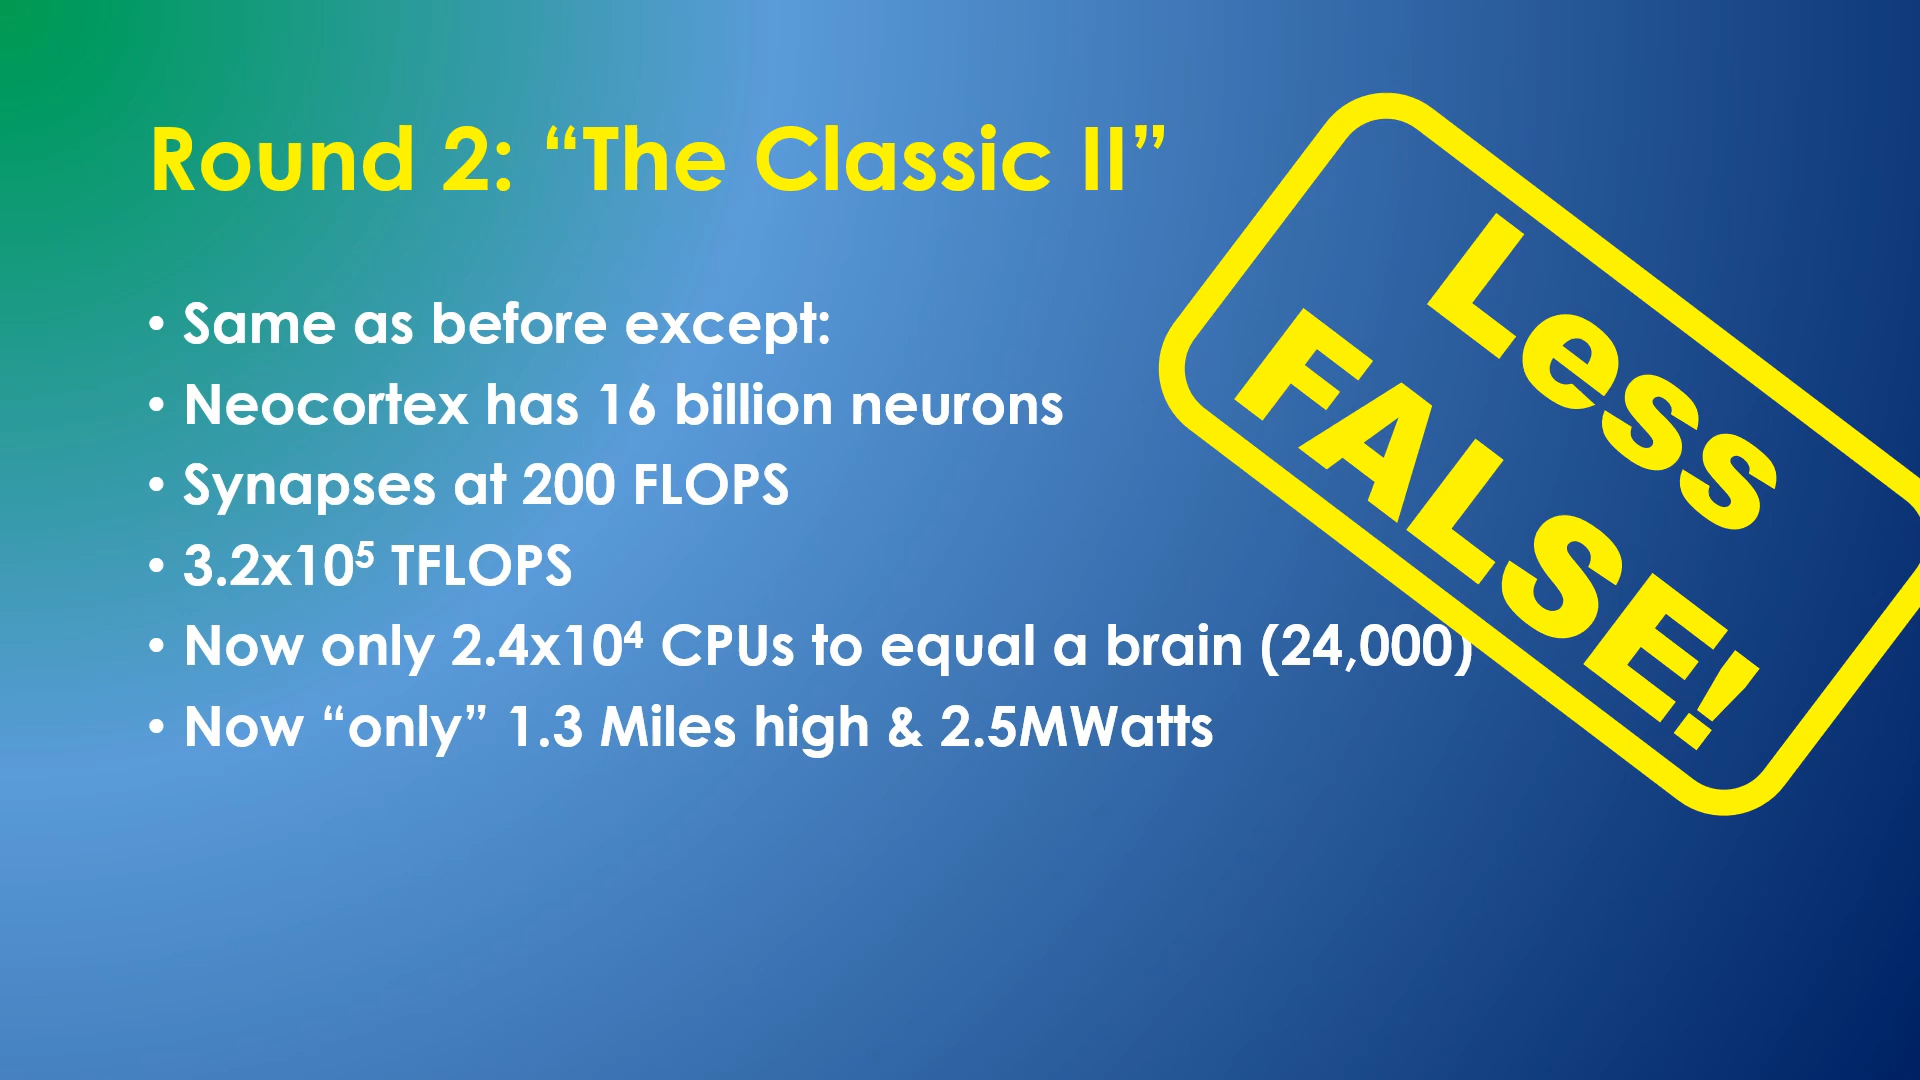 Round 2: “The Classic II”
• Same as before except:
• Neocortex has 16 billion neurons
• Synapses at 200 FLOPS
• 3.2x10⁵ TFLOPS
• Now only 2.4x10⁴ CPUs to equal a brain (24,000)
• Now “only” 1.3 Miles high & 2.5MWatts
Less
FALSE!